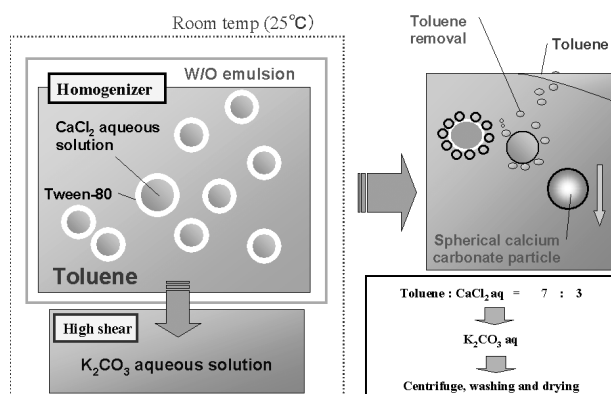 Room temp (25℃)
W/O emulsion
Homogenizer
CaCl₂ aqueous
solution
Tween-80
Toluene
High shear
K₂CO₃ aqueous solution
Toluene
removal
Toluene
Spherical calcium
carbonate particle
Toluene : CaCl₂ aq = 7 : 3
K₂CO₃ aq
Centrifuge, washing and drying